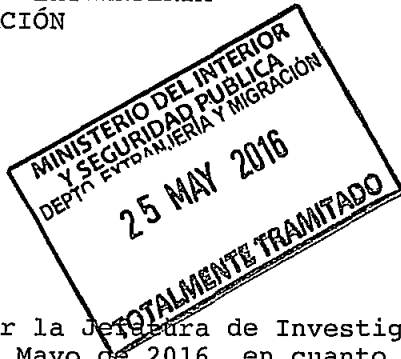 CIÓN
MINISTERIO DEL INTERIOR
Y SEGURIDAD PUBLICA
DEPTO EXTRANJERIA Y MIGRACIÓN
25 MAY 2016
TOTALMENTE TRAMITADO
r la Jefatura de Investig
Mayo de 2016, en cuanto